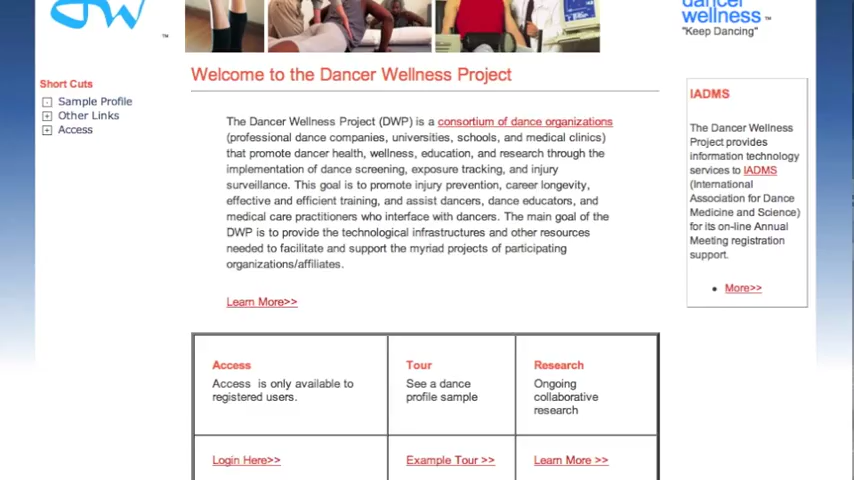 dancer
wellness ™
"Keep Dancing"
™
Short Cuts
Sample Profile
Other Links
Access
Welcome to the Dancer Wellness Project
The Dancer Wellness Project (DWP) is a consortium of dance organizations
(professional dance companies, universities, schools, and medical clinics)
that promote dancer health, wellness, education, and research through the
implementation of dance screening, exposure tracking, and injury
surveillance. This goal is to promote injury prevention, career longevity,
effective and efficient training, and assist dancers, dance educators, and
medical care practitioners who interface with dancers. The main goal of the
DWP is to provide the technological infrastructures and other resources
needed to facilitate and support the myriad projects of participating
organizations/affiliates.
Learn More>>
IADMS
The Dancer Wellness
Project provides
information technology
services to IADMS
(International
Association for Dance
Medicine and Science)
for its on-line Annual
Meeting registration
support.
More>>
Access
Access is only available to
registered users.
Login Here>>
Tour
See a dance
profile sample
Example Tour >>
Research
Ongoing
collaborative
research
Learn More >>